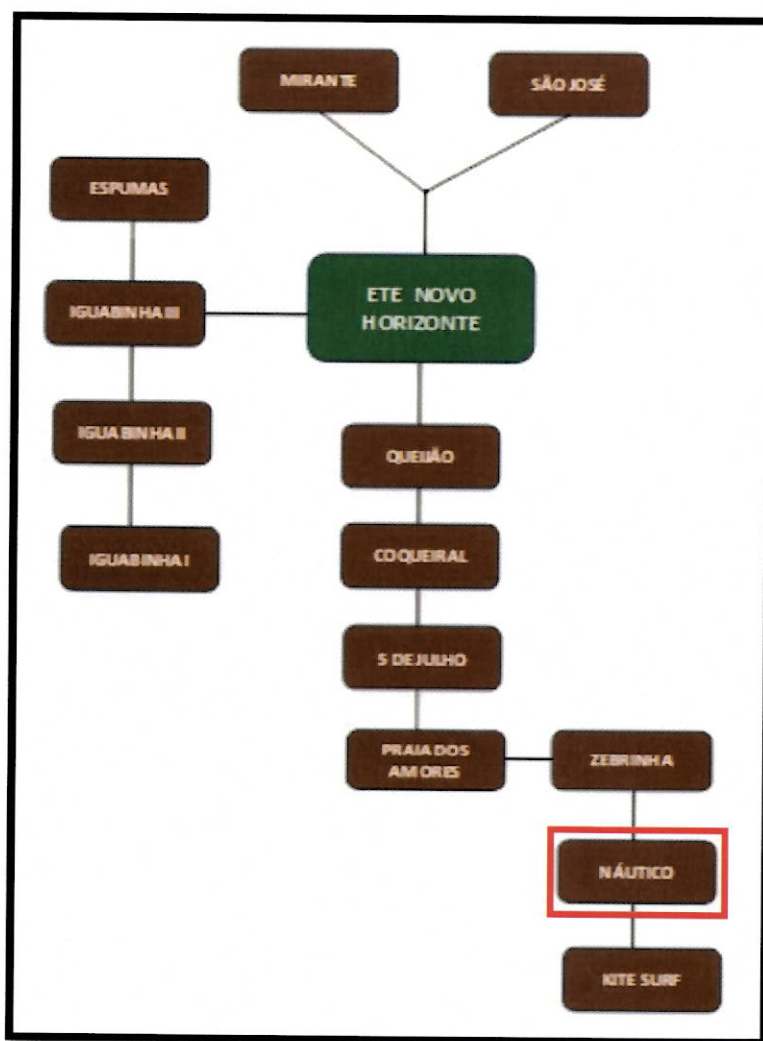 MIRANTE
SÃO JOSÉ
ESPUMAS
ETE NOVO
HORIZONTE
IGUABINHA III
IGUABINHA II
QUEIJÃO
IGUABINHA I
COQUEIRAL
5 DE JULHO
PRAIA DOS
AMORES
ZEBRINHA
NÁUTICO
KITE SURF